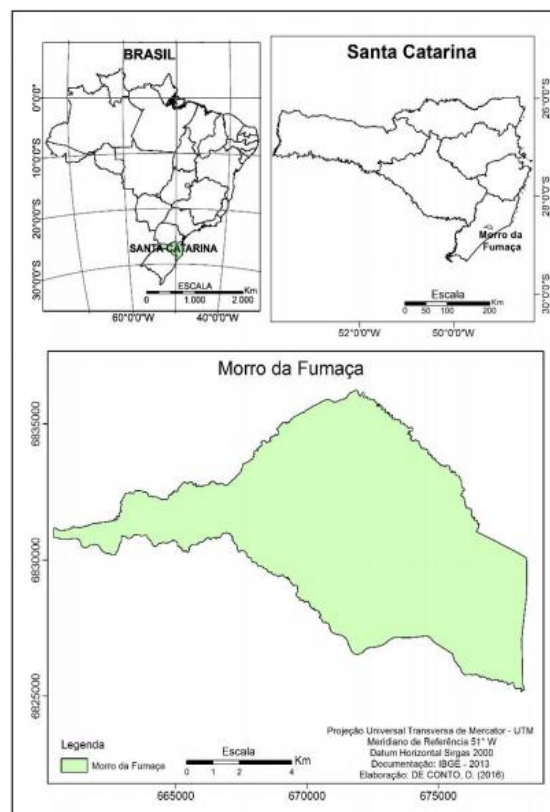 BRASIL
0°0'0"
10°0'0"S
20°0'0"S
30°0'0"S
SANTA CATARINA
ESCALA
Km
0 500 1.000 2.000
60°0'0"W 40°0'0"W
Santa Catarina
26°0'0"S
28°0'0"S
30°0'0"S
Morro da
Fumaça
Escala
Km
0 50 100 200
52°0'0"W 50°0'0"W
Morro da Fumaça
6835000
6830000
6825000
Legenda
Morro da Fumaça
Escala
Km
0 1 2 4
Projeção Universal Transversa de Mercator - UTM
Meridiano de Referência 51° W
Datum Horizontal Sirgas 2000
Documentação: IBGE - 2013
Elaboração: DE CONTO, D. (2016)
665000 670000 675000